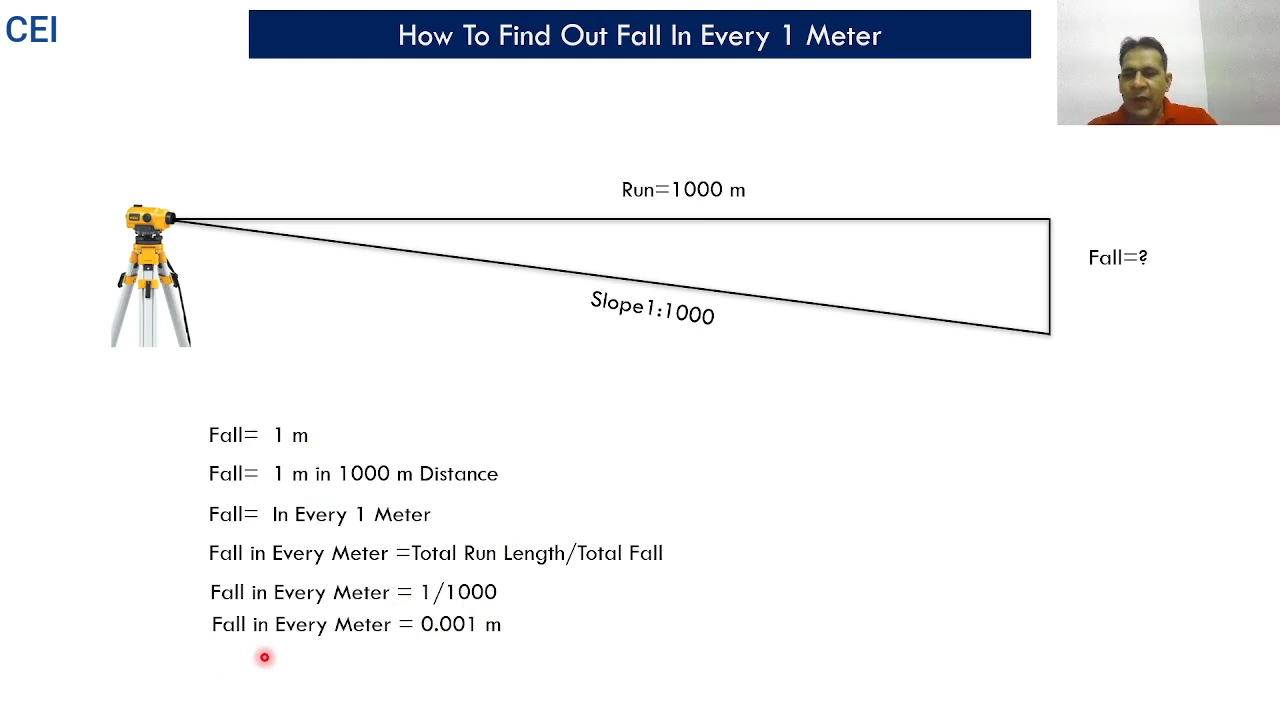 CEI
How To Find Out Fall In Every 1 Meter
Run=1000 m
Fall=?
Slope1:1000
Fall= 1 m
Fall= 1 m in 1000 m Distance
Fall= In Every 1 Meter
Fall in Every Meter =Total Run Length/Total Fall
Fall in Every Meter = 1/1000
Fall in Every Meter = 0.001 m